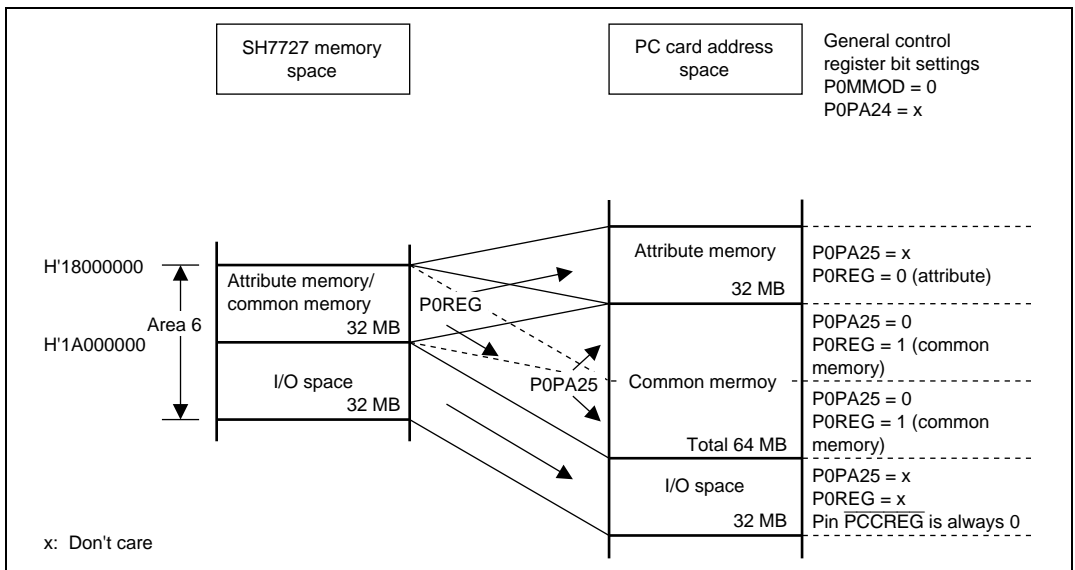 SH7727 memory
space
PC card address
space
General control
register bit settings
P0MMOD = 0
P0PA24 = x
H'18000000
Area 6
H'1A000000
Attribute memory/
common memory
32 MB
I/O space
32 MB
P0REG
P0PA25
Attribute memory
32 MB
Common mermoy
Total 64 MB
I/O space
32 MB
P0PA25 = x
P0REG = 0 (attribute)
P0PA25 = 0
P0REG = 1 (common
memory)
P0PA25 = 0
P0REG = 1 (common
memory)
P0PA25 = x
P0REG = x
Pin PCCREG is always 0
x: Don't care